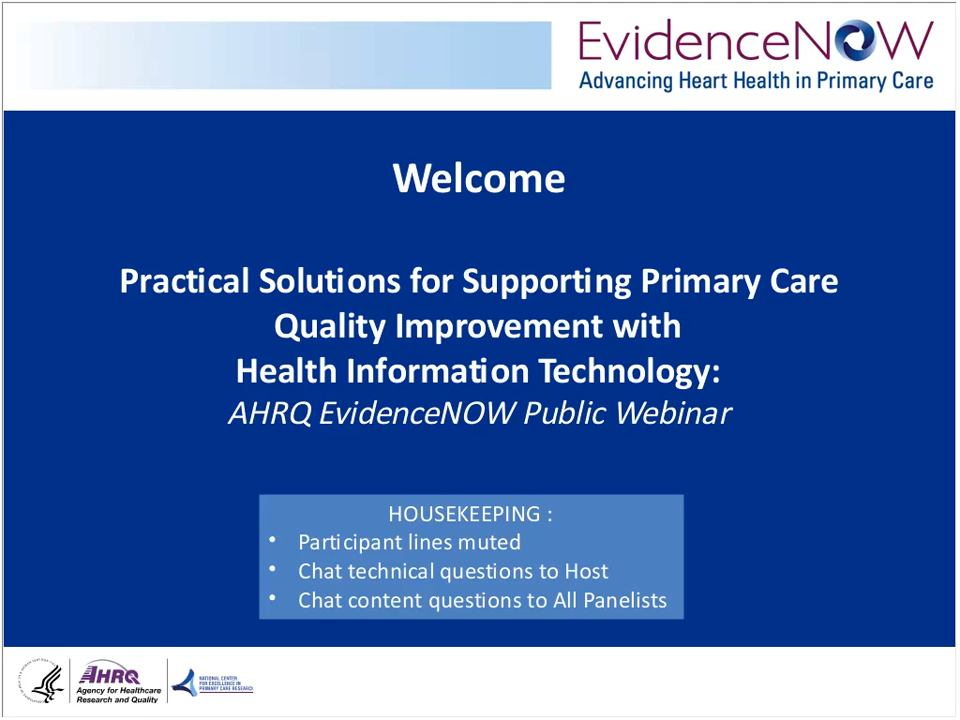 EvidenceNOW
Advancing Heart Health in Primary Care
Welcome
Practical Solutions for Supporting Primary Care
Quality Improvement with
Health Information Technology:
AHRQ EvidenceNOW Public Webinar
HOUSEKEEPING :
• Participant lines muted
• Chat technical questions to Host
• Chat content questions to All Panelists
AHRQ
Agency for Healthcare
Research and Quality
NATIONAL CENTER
FOR EXCELLENCE IN
PRIMARY CARE RESEARCH